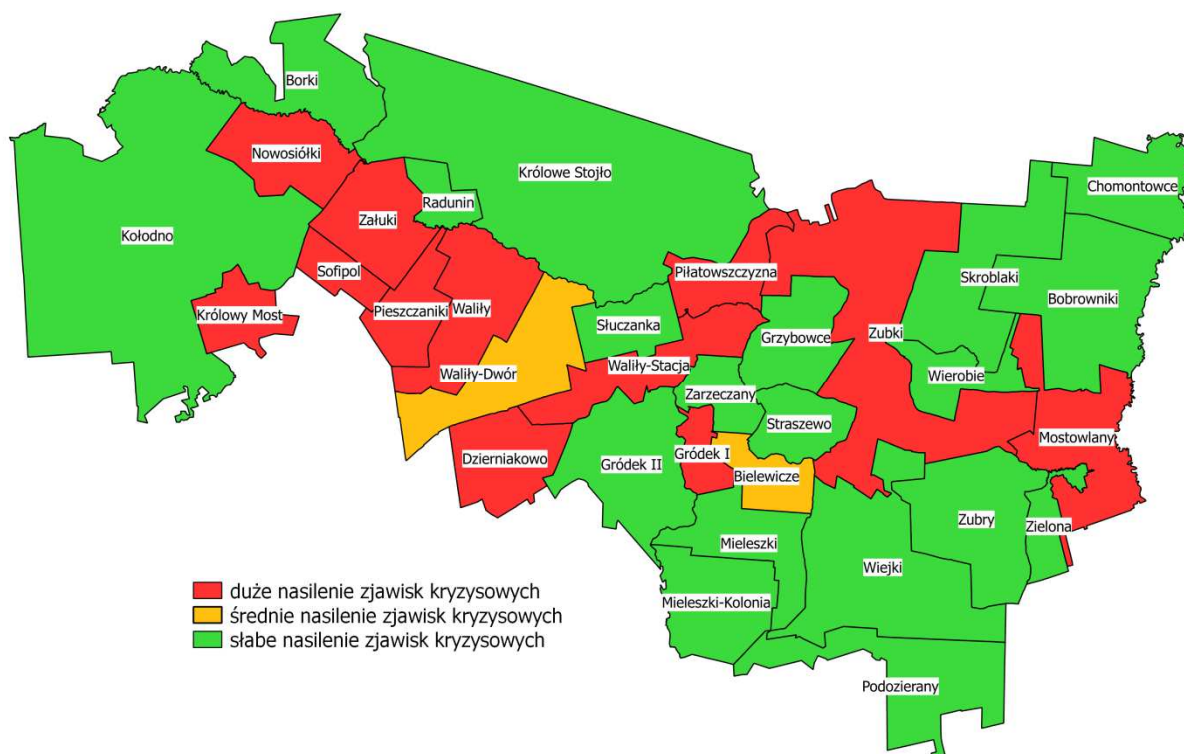 Borki
Nowosiółki
Królowe Stojło
Chomontowce
Radunin
Załuki
Kołodno
Sofipol
Piłatowszczyzna
Skroblaki
Bobrowniki
Królowy Most
Pieszczaniki
Waliły
Słuczanka
Grzybowce
Zubki
Waliły-Dwór
Waliły-Stacja
Wierobie
Zarzeczany
Straszewo
Mostowlany
Dzierniakowo
Gródek II
Gródek I
Bielewicze
Zubry
Zielona
Mieleszki
Wiejki
Mieleszki-Kolonia
Podozierany
duże nasilenie zjawisk kryzysowych
średnie nasilenie zjawisk kryzysowych
słabe nasilenie zjawisk kryzysowych